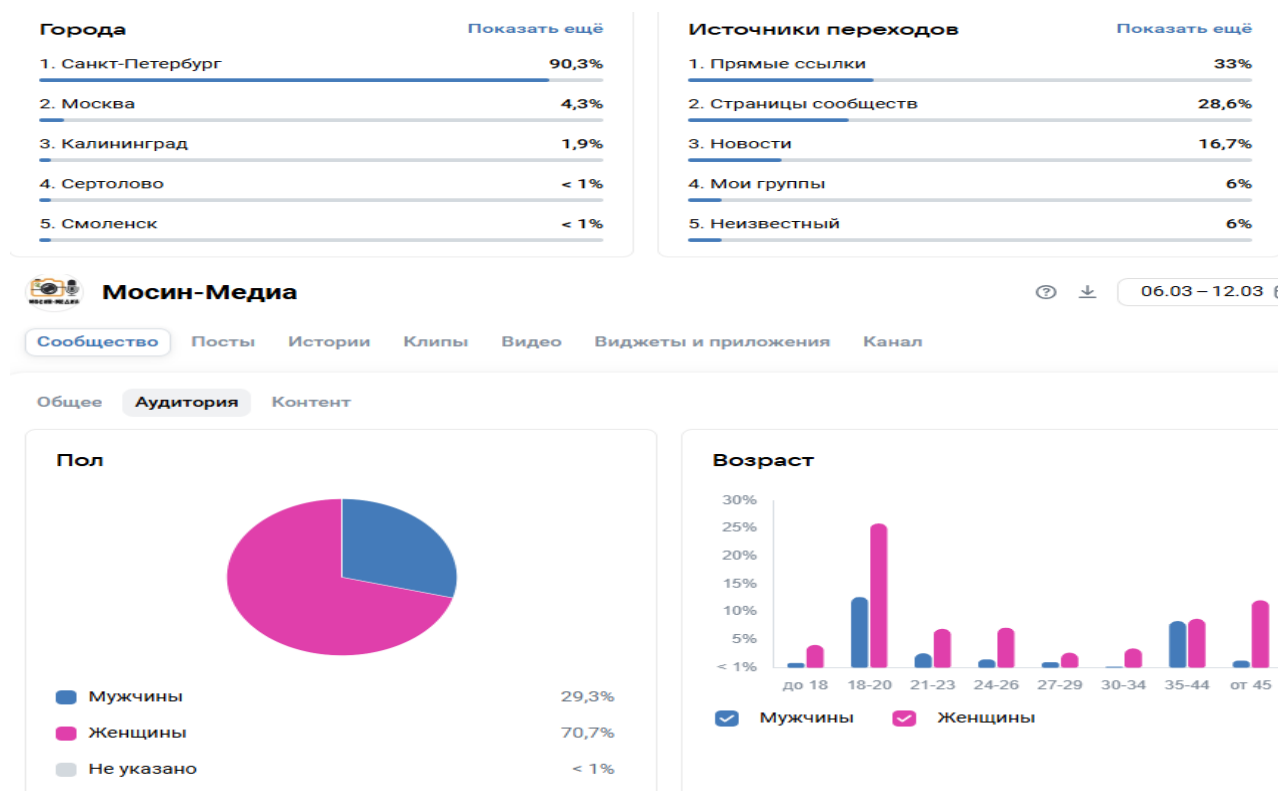 Города Показать ещё
1. Санкт-Петербург 90,3%
2. Москва 4,3%
3. Калининград 1,9%
4. Сертолово < 1%
5. Смоленск < 1%
Источники переходов Показать ещё
1. Прямые ссылки 33%
2. Страницы сообществ 28,6%
3. Новости 16,7%
4. Мои группы 6%
5. Неизвестный 6%
МОСИН-МЕДИА
Мосин-Медиа
06.03 – 12.03
Сообщество Посты Истории Клипы Видео Виджеты и приложения Канал
Общее Аудитория Контент
Пол
Мужчины 29,3%
Женщины 70,7%
Не указано < 1%
Возраст
30%
25%
20%
15%
10%
5%
< 1%
до 18 18-20 21-23 24-26 27-29 30-34 35-44 от 45
Мужчины Женщины